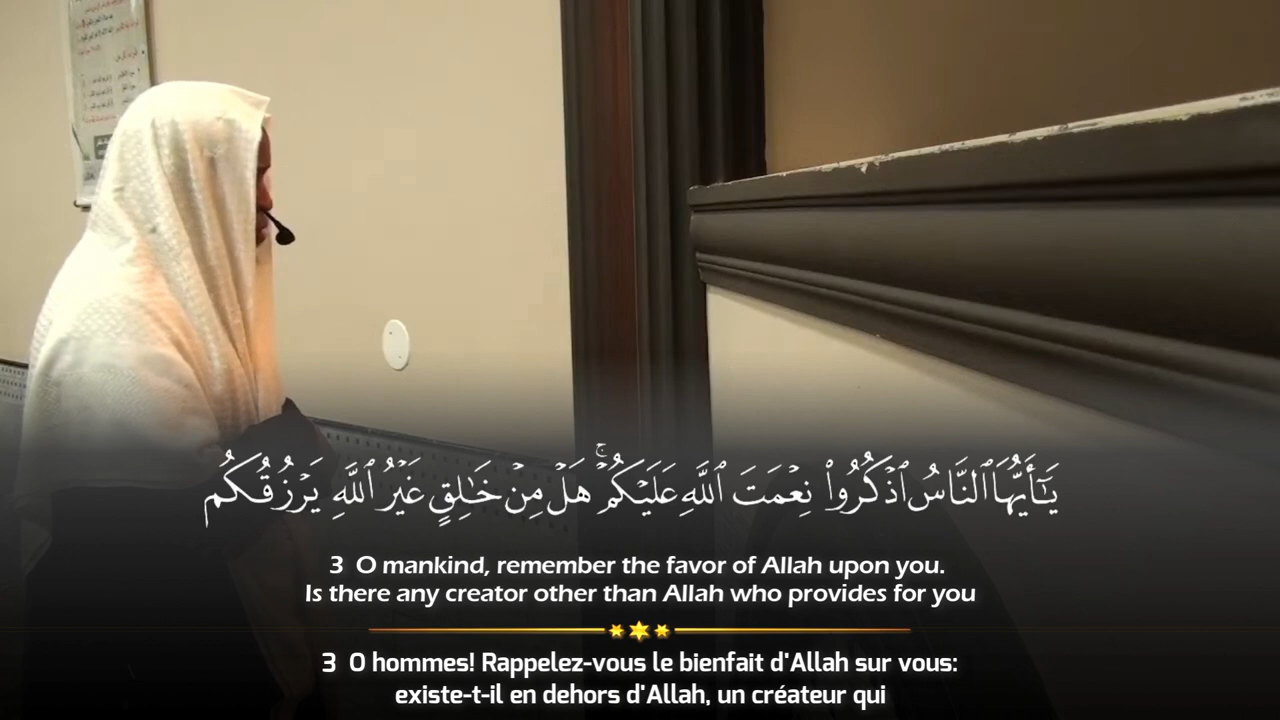 يَٰٓأَيُّهَا ٱلنَّاسُ ٱذْكُرُوا۟ نِعْمَتَ ٱللَّهِ عَلَيْكُمْ ۚ هَلْ مِنْ خَٰلِقٍ غَيْرُ ٱللَّهِ يَرْزُقُكُم
3 O mankind, remember the favor of Allah upon you.
Is there any creator other than Allah who provides for you
3 O hommes! Rappelez-vous le bienfait d'Allah sur vous:
existe-t-il en dehors d'Allah, un créateur qui